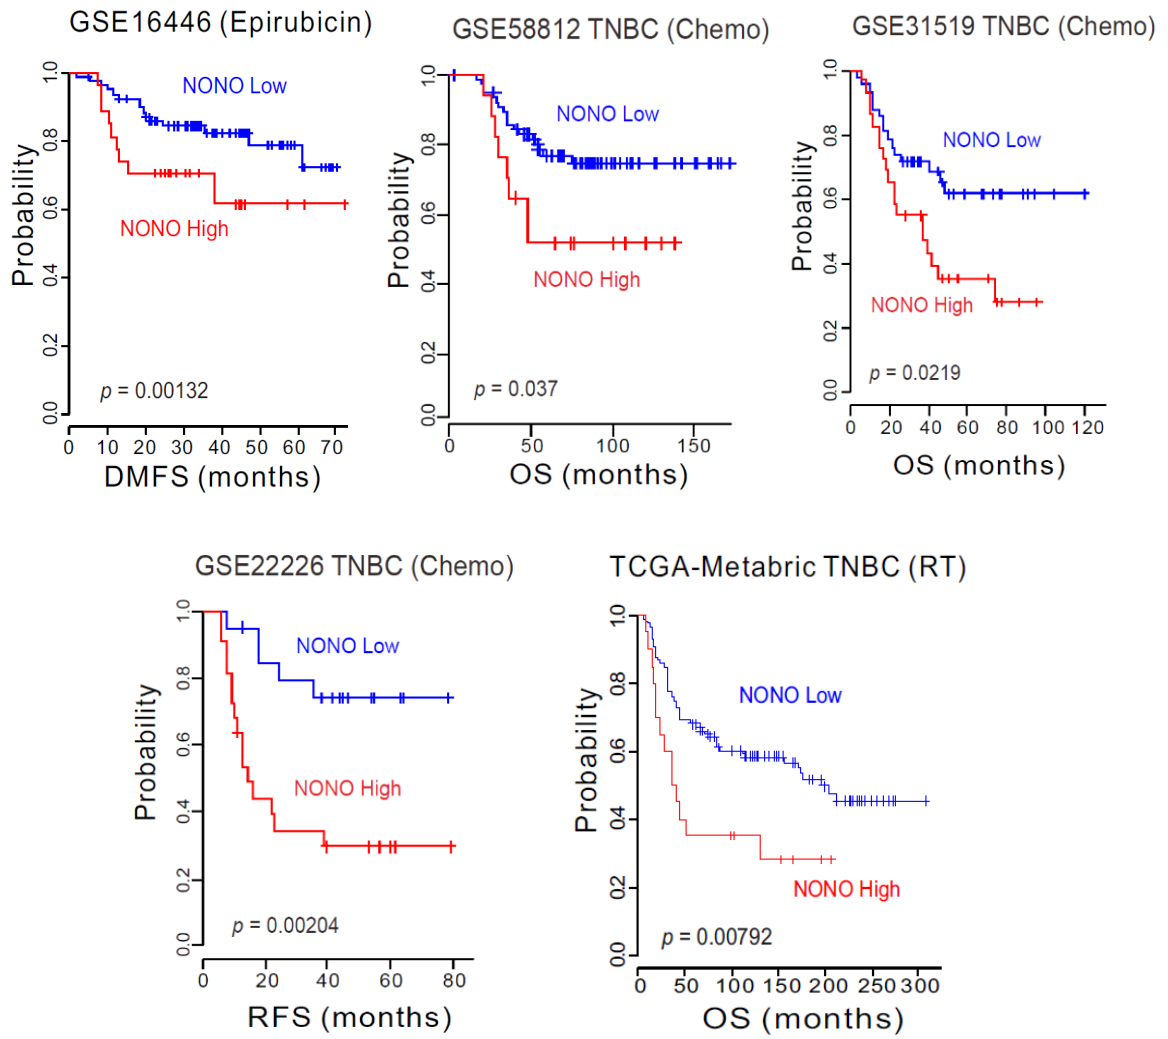 GSE16446 (Epirubicin)
Probability
1.0
0.8
0.6
0.4
0.2
0.0
NONO Low
NONO High
p = 0.00132
0 10 20 30 40 50 60 70
DMFS (months)
GSE58812 TNBC (Chemo)
Probability
1.0
0.8
0.6
0.4
0.2
0.0
NONO Low
NONO High
p = 0.037
0 50 100 150
OS (months)
GSE31519 TNBC (Chemo)
Probability
1.0
0.8
0.6
0.4
0.2
0.0
NONO Low
NONO High
p = 0.0219
0 20 40 60 80 100 120
OS (months)
GSE22226 TNBC (Chemo)
Probability
1.0
0.8
0.6
0.4
0.2
0.0
NONO Low
NONO High
p = 0.00204
0 20 40 60 80
RFS (months)
TCGA-Metabric TNBC (RT)
Probability
1.0
0.8
0.6
0.4
0.2
0.0
NONO Low
NONO High
p = 0.00792
0 50 100 150 200 250 300
OS (months)